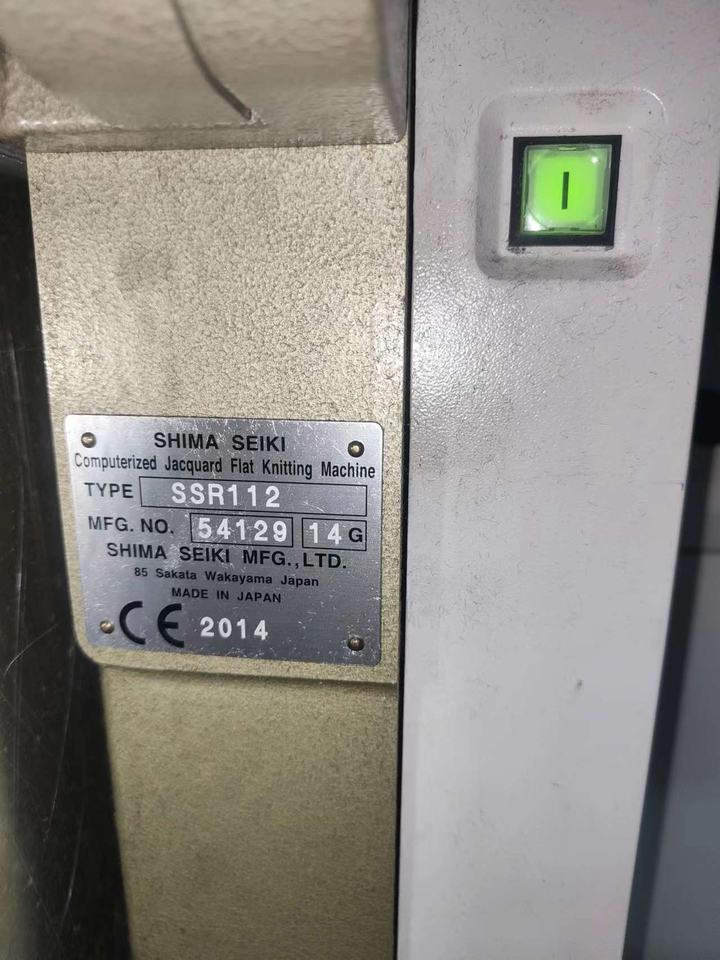 I
SHIMA SEIKI
Computerized Jacquard Flat Knitting Machine
TYPE SSR112
MFG. NO. 54129 14 G
SHIMA SEIKI MFG.,LTD.
85 Sakata Wakayama Japan
MADE IN JAPAN
CE 2014